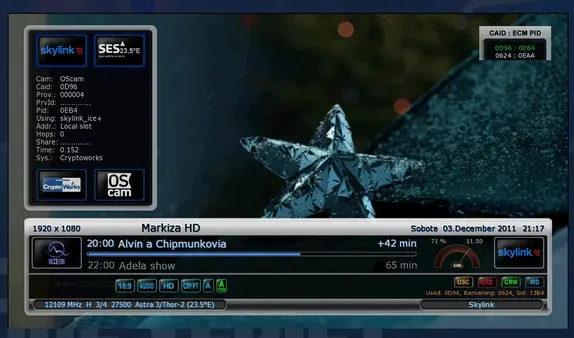 CAID : ECM PID
0D96 : 0EB4
0624 : 0EAA
skylink
SES▲ 23,5°E
Cam: OScam
Caid: 0D96
Prov.: 000004
PrvId: ..............
Pid: 0EB4
Using: skylink_ice+
Addr.: Local slot
Hops: 0
Share: ..............
Time: 0.152
Sys.: Cryptoworks
CryptoWorks
OS cam
1920 x 1080 Markiza HD Sobota 03.December 2011 21:17
20:00 Alvin a Chipmunkovia +42 min
22:00 Adela show 65 min
HD
71 % 11.50
SNR
skylink
16:9 AUDIO HD CRYPT A A
OSC CRD CRW IRD
Used: 0D96, Remaining: 0624, Sid: 13B4
12109 MHz H 3/4 27500 Astra 3/Thor-2 (23.5°E) Skylink